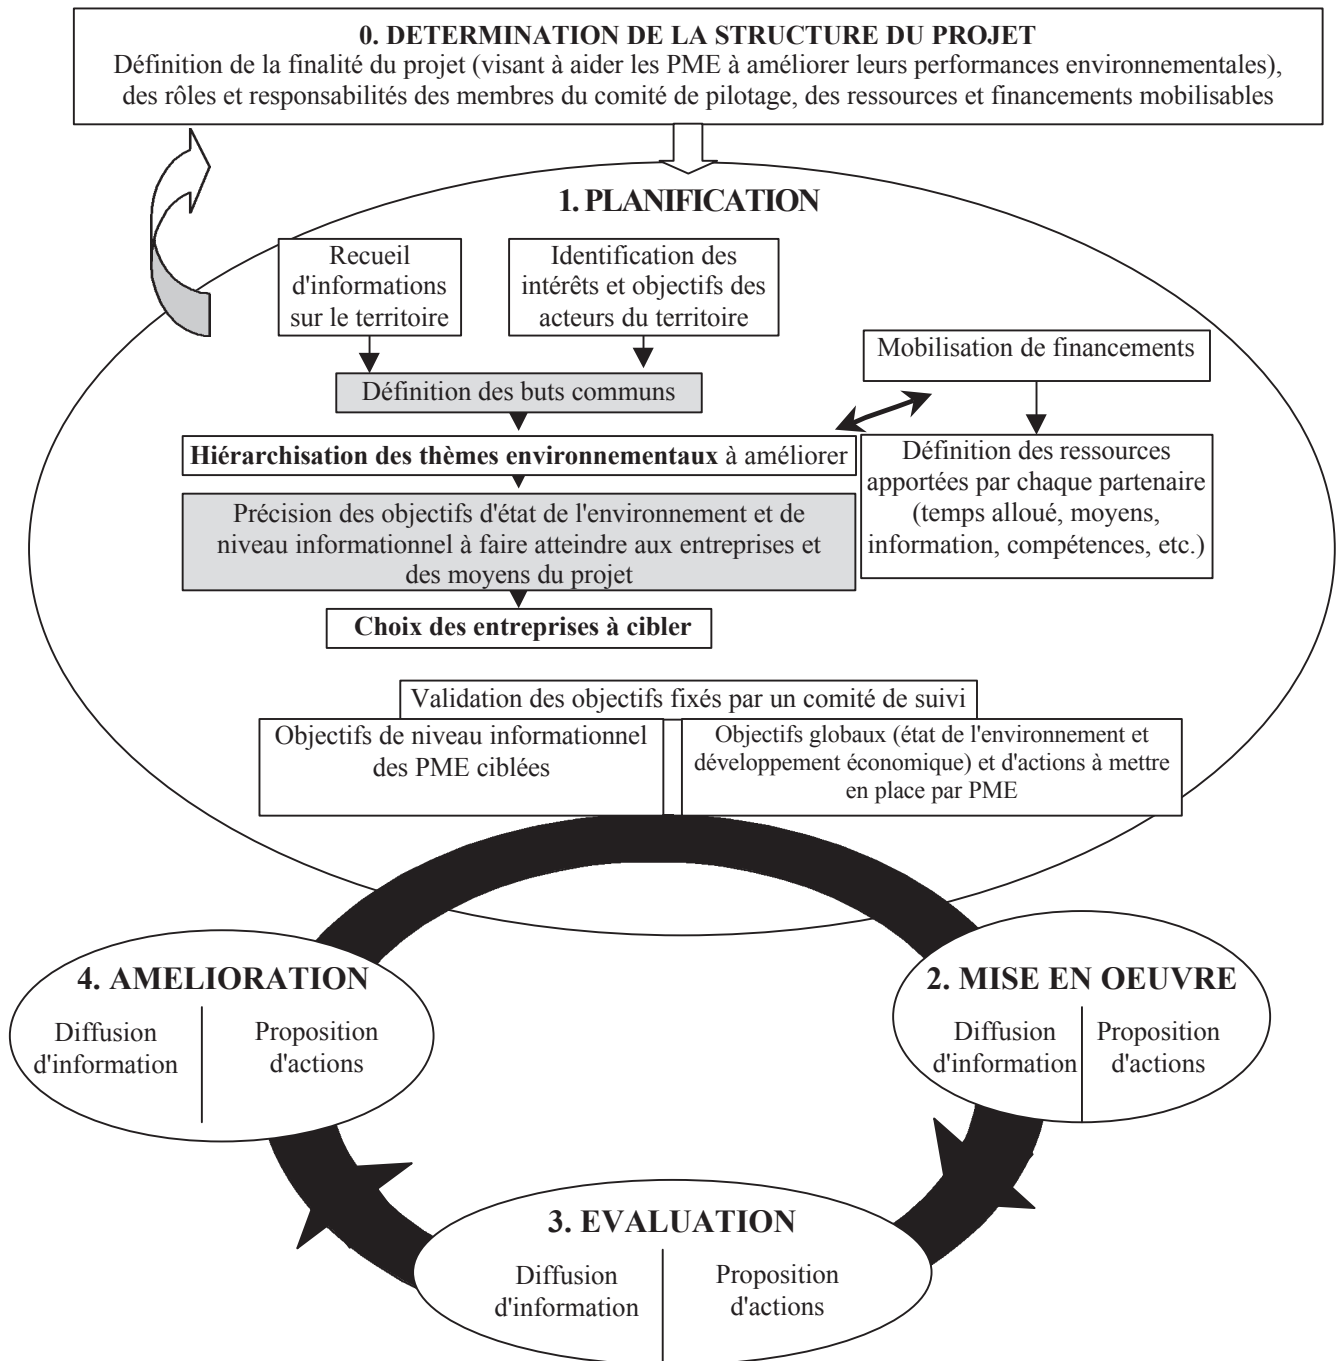 0. DETERMINATION DE LA STRUCTURE DU PROJET
Définition de la finalité du projet (visant à aider les PME à améliorer leurs performances environnementales),
des rôles et responsabilités des membres du comité de pilotage, des ressources et financements mobilisables
1. PLANIFICATION
Recueil
d'informations
sur le territoire
Identification des
intérêts et objectifs des
acteurs du territoire
Mobilisation de financements
Définition des buts communs
Hiérarchisation des thèmes environnementaux à améliorer
Définition des ressources
apportées par chaque partenaire
(temps alloué, moyens,
information, compétences, etc.)
Précision des objectifs d'état de l'environnement et de
niveau informationnel à faire atteindre aux entreprises et
des moyens du projet
Choix des entreprises à cibler
Validation des objectifs fixés par un comité de suivi
Objectifs de niveau informationnel
des PME ciblées
Objectifs globaux (état de l'environnement et
développement économique) et d'actions à mettre
en place par PME
4. AMELIORATION
Diffusion
d'information
Proposition
d'actions
2. MISE EN OEUVRE
Diffusion
d'information
Proposition
d'actions
3. EVALUATION
Diffusion
d'information
Proposition
d'actions